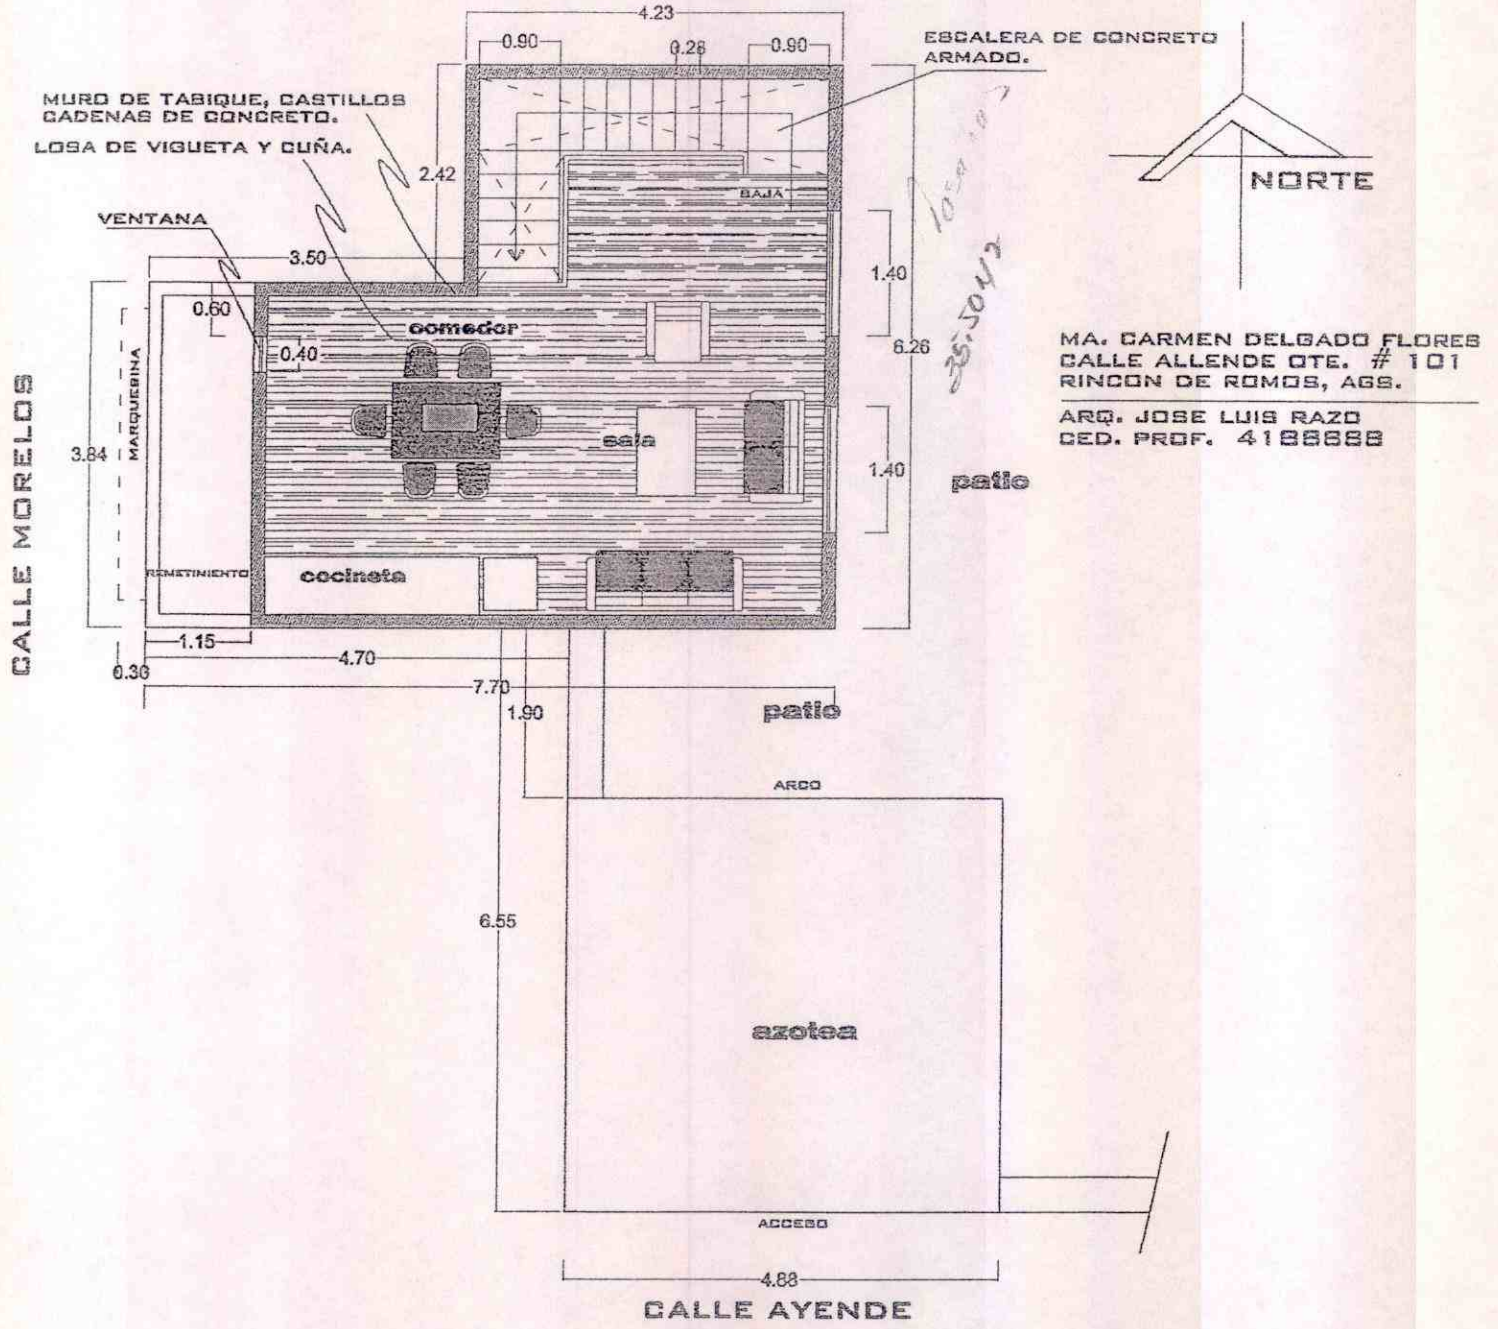 4.23
0.90
0.28
0.90
ESCALERA DE CONCRETO
ARMADO.
MURO DE TABIQUE, CASTILLOS
CADENAS DE CONCRETO.
LOSA DE VIGUETA Y CUÑA.
2.42
BAJA
NORTE
VENTANA
3.50
1.40
0.60
comedor
0.40
6.26
35.50M2
MA. CARMEN DELGADO FLORES
CALLE ALLENDE OTE. # 101
RINCON DE ROMOS, AGS.
ARQ. JOSE LUIS RAZO
CED. PROF. 4188688
CALLE MORELOS
3.84
MARQUESINA
sala
1.40
patio
REMETIMIENTO
cocineta
1.15
4.70
0.30
7.70
1.90
patio
ARCO
6.55
azotea
ACCESO
4.88
CALLE AYENDE